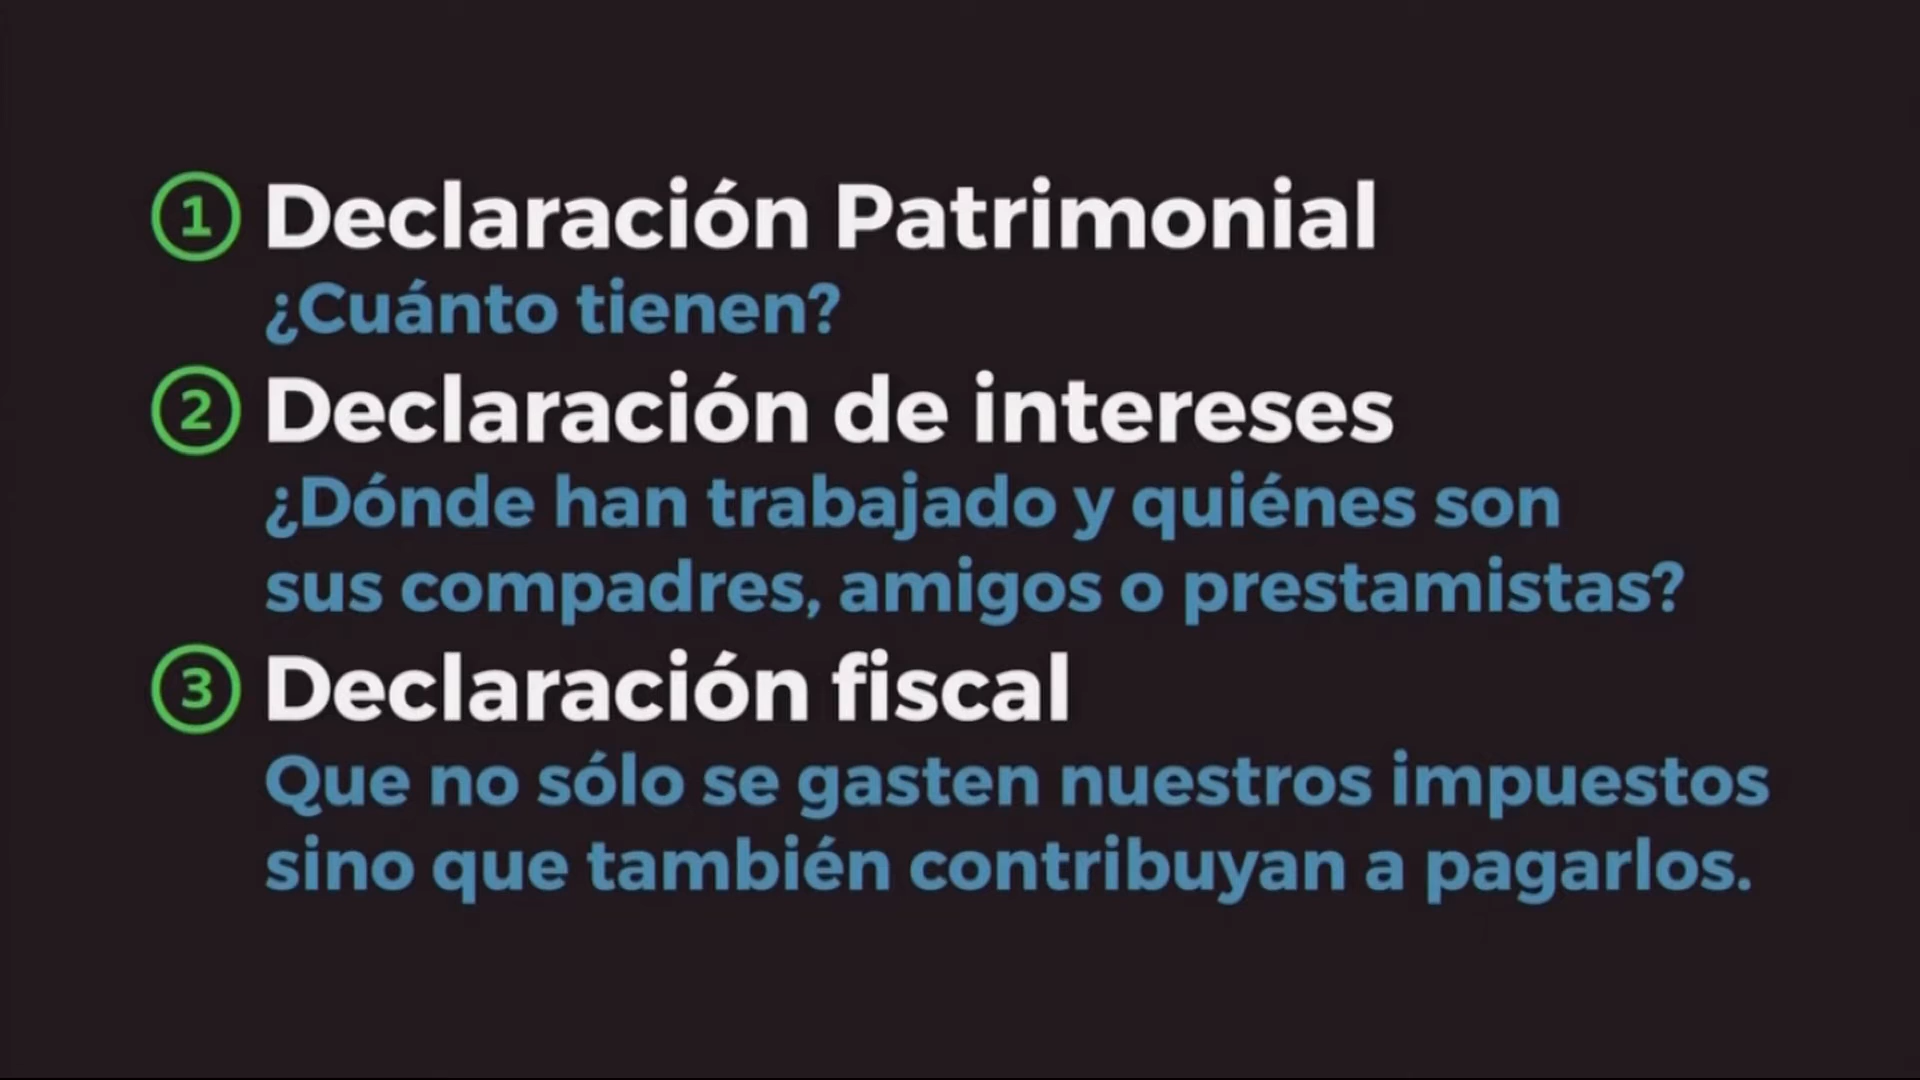 1 Declaración Patrimonial
¿Cuánto tienen?
2 Declaración de intereses
¿Dónde han trabajado y quiénes son
sus compadres, amigos o prestamistas?
3 Declaración fiscal
Que no sólo se gasten nuestros impuestos
sino que también contribuyan a pagarlos.